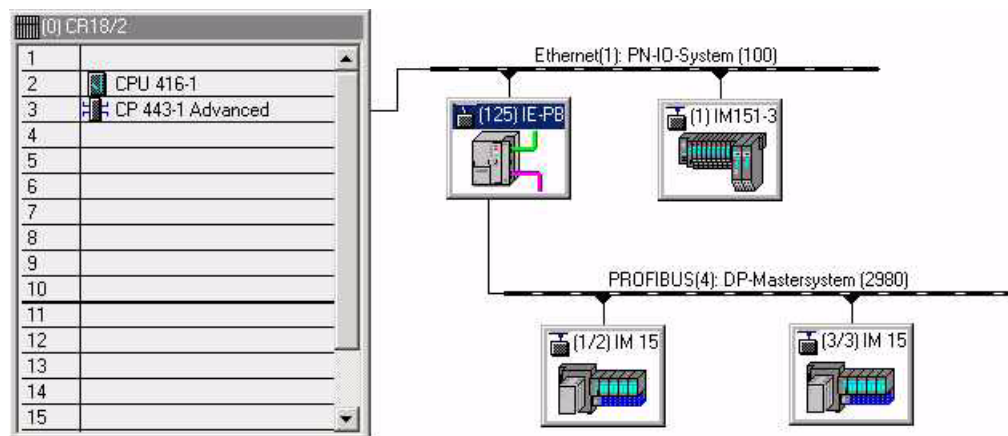 (0) CR18/2
1
2 CPU 416-1
3 CP 443-1 Advanced
4
5
6
7
8
9
10
11
12
13
14
15
Ethernet(1): PN-IO-System (100)
(125) IE-PB
(1) IM151-3
PROFIBUS(4): DP-Mastersystem (2980)
(1/2) IM 15
(3/3) IM 15